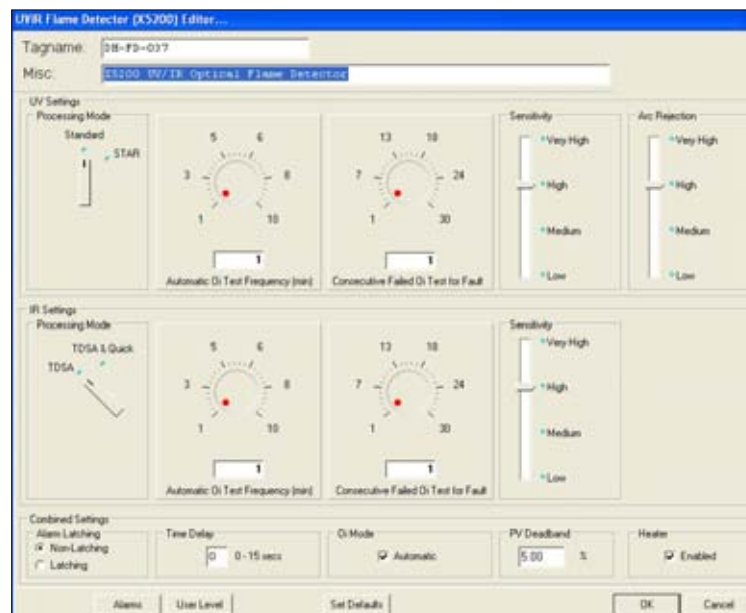 UVIR Flame Detector (X5200) Editor...
Tagname: DH-FD-037
Misc: X5200 UV/IR Optical Flame Detector
UV Settings
Processing Mode
Standard
STAR
5 6
3 8
1 10
1
Automatic Oi Test Frequency (min)
13 18
7 24
1 30
1
Consecutive Failed Oi Test for Fault
Sensitivity
Very High
High
Medium
Low
Arc Rejection
Very High
High
Medium
Low
IR Settings
Processing Mode
TDSA & Quick
TDSA
5 6
3 8
1 10
1
Automatic Oi Test Frequency (min)
13 18
7 24
1 30
1
Consecutive Failed Oi Test for Fault
Sensitivity
Very High
High
Medium
Low
Combined Settings
Alarm Latching
Non-Latching
Latching
Time Delay
0 0 - 15 secs
Oi Mode
Automatic
PV Deadband
5.00 %
Heater
Enabled
Alarms User Level Set Defaults OK Cancel